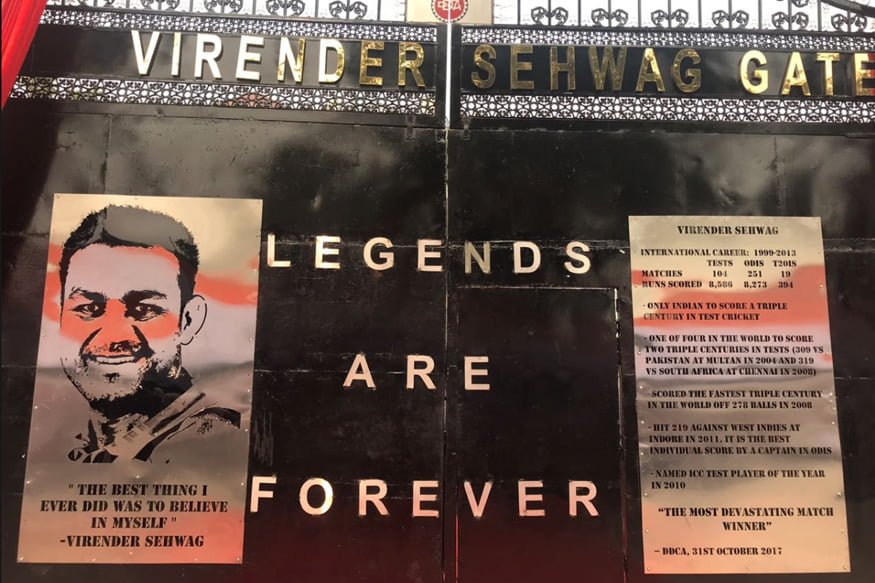 VIRENDER SEHWAG GATE
LEGENDS
ARE
FOREVER
" THE BEST THING I
EVER DID WAS TO BELIEVE
IN MYSELF "
-VIRENDER SEHWAG
VIRENDER SEHWAG
INTERNATIONAL CAREER: 1999-2013
TESTS ODIS T20IS
MATCHES 104 251 19
RUNS SCORED 8,586 8,273 394
- ONLY INDIAN TO SCORE A TRIPLE
CENTURY IN TEST CRICKET
- ONE OF FOUR IN THE WORLD TO SCORE
TWO TRIPLE CENTURIES IN TESTS (309 VS
PAKISTAN AT MULTAN IN 2004 AND 319
VS SOUTH AFRICA AT CHENNAI IN 2008)
- SCORED THE FASTEST TRIPLE CENTURY
IN THE WORLD OFF 278 BALLS IN 2008
- HIT 219 AGAINST WEST INDIES AT
INDORE IN 2011. IT IS THE BEST
INDIVIDUAL SCORE BY A CAPTAIN IN ODIS
- NAMED ICC TEST PLAYER OF THE YEAR
IN 2010
"THE MOST DEVASTATING MATCH
WINNER"
- DDCA, 31ST OCTOBER 2017